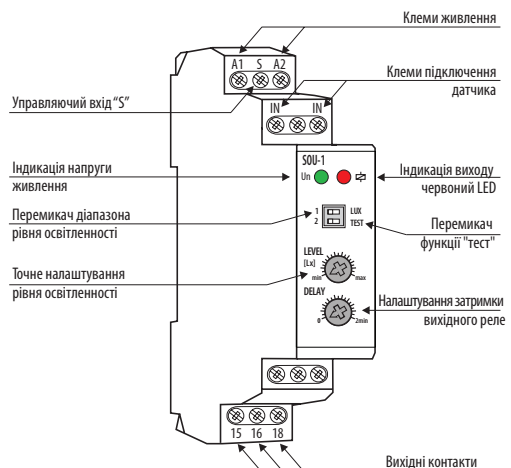 Клеми живлення
A1 S A2
Клеми підключення
датчика
Управляючий вхід “S”
IN IN
SOU-1
Un
Індикація напруги
живлення
Індикація виходу
червоний LED
Перемикач діапазона
рівня освітленності
1 LUX
2 TEST
Перемикач
функції "тест"
LEVEL
[Lx]
min max
Точне налаштування
рівня освітленності
DELAY
0 2min
Налаштування затримки
вихідного реле
15 16 18
Вихідні контакти